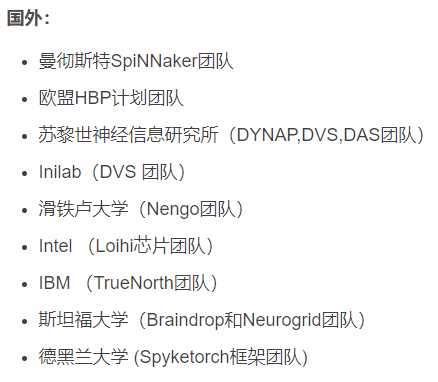 国外：
曼彻斯特SpiNNaker团队
欧盟HBP计划团队
苏黎世神经信息研究所（DYNAP,DVS,DAS团队）
Inilab（DVS 团队）
滑铁卢大学（Nengo团队）
Intel （Loihi芯片团队）
IBM （TrueNorth团队）
斯坦福大学（Braindrop和Neurogrid团队）
德黑兰大学 (Spyketorch框架团队)